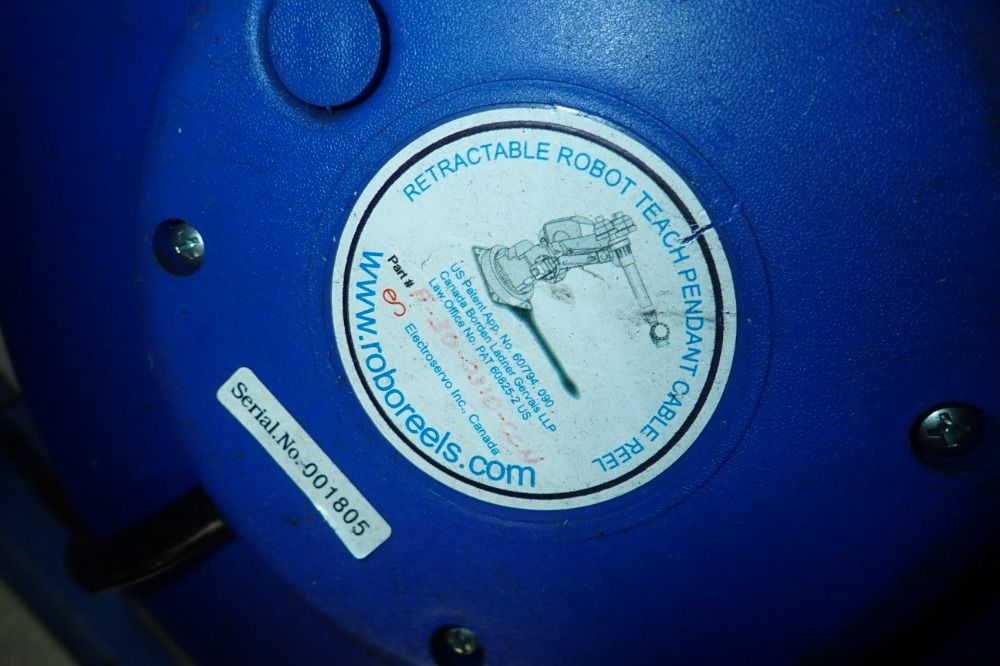 RETRACTABLE ROBOT TEACH PENDANT CABLE REEL
US Patent App. No. 60/794, 090
Canada Borden Ladner Gervais LLP
Law Office No. PAT 60825-2 US
Part #
es Electroservo Inc., Canada
www.roboreels.com
Serial.No.001805